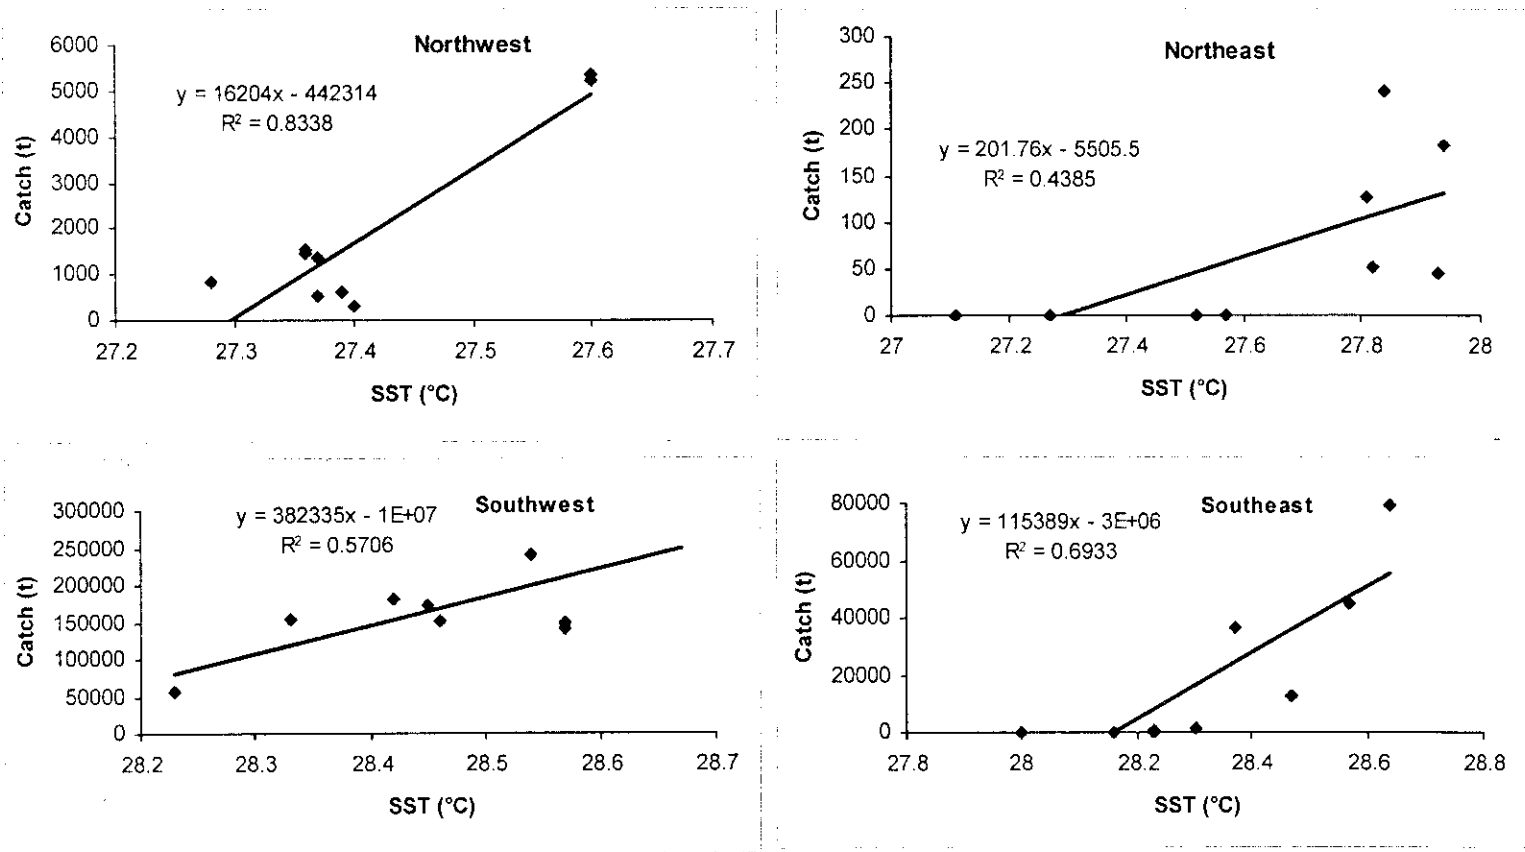 Northwest
y = 16204x - 442314
R² = 0.8338
Catch (t)
6000
5000
4000
3000
2000
1000
0
27.2 27.3 27.4 27.5 27.6 27.7
SST (°C)
Northeast
y = 201.76x - 5505.5
R² = 0.4385
Catch (t)
300
250
200
150
100
50
0
27 27.2 27.4 27.6 27.8 28
SST (°C)
Southwest
y = 382335x - 1E+07
R² = 0.5706
Catch (t)
300000
250000
200000
150000
100000
50000
0
28.2 28.3 28.4 28.5 28.6 28.7
SST (°C)
Southeast
y = 115389x - 3E+06
R² = 0.6933
Catch (t)
80000
60000
40000
20000
0
27.8 28 28.2 28.4 28.6 28.8
SST (°C)